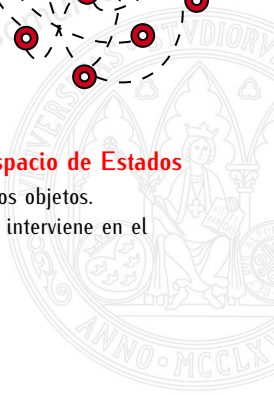 spacio de Estados
os objetos.
interviene en el
ANNO • MCCLX